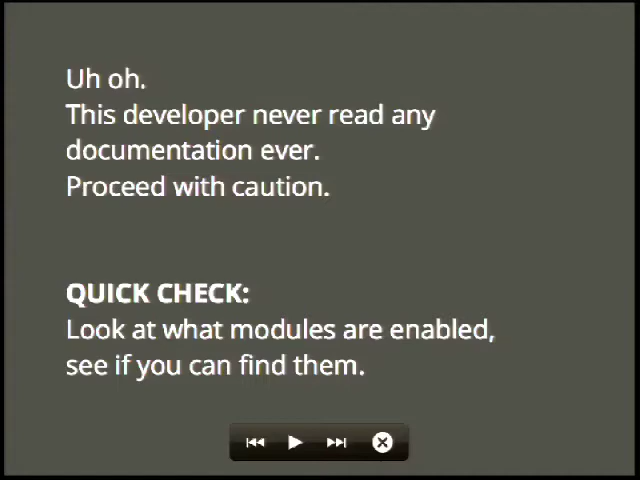 Uh oh.
This developer never read any
documentation ever.
Proceed with caution.
QUICK CHECK:
Look at what modules are enabled,
see if you can find them.